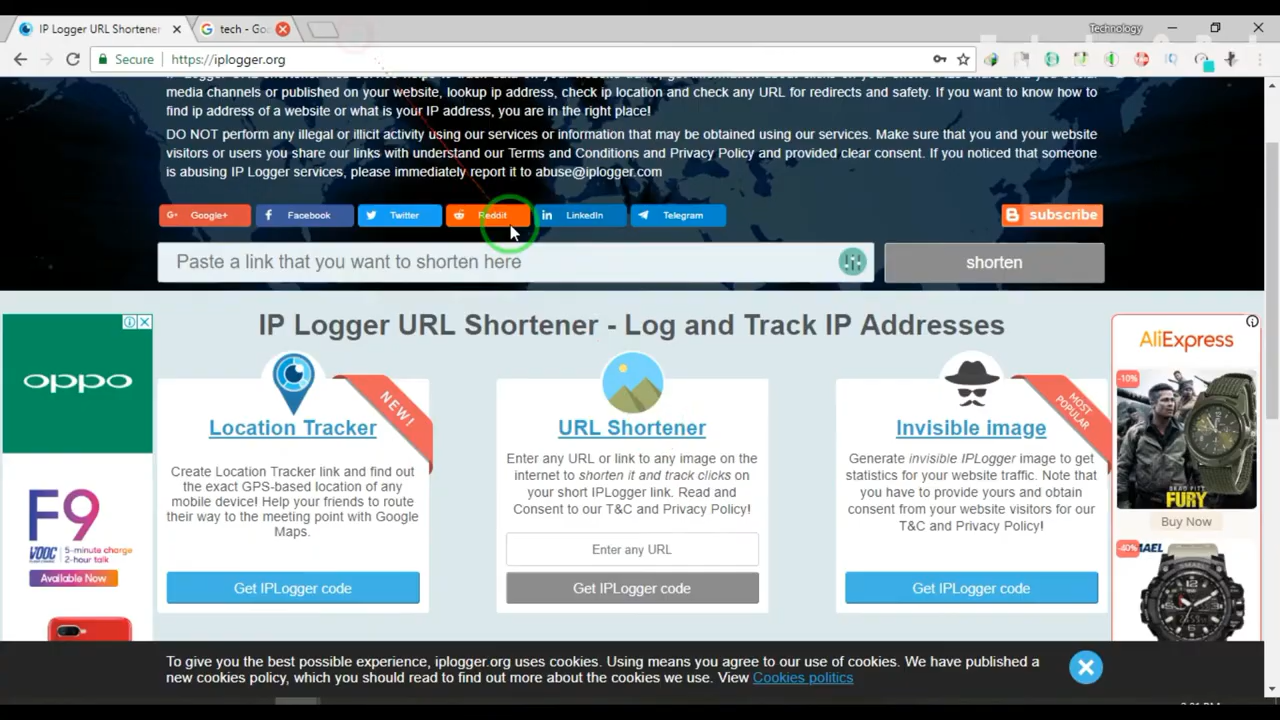 IP Logger URL Shortener
tech - Goo
Technology
Secure
https://iplogger.org
media channels or published on your website, lookup ip address, check ip location and check any URL for redirects and safety. If you want to know how to
find ip address of a website or what is your IP address, you are in the right place!
DO NOT perform any illegal or illicit activity using our services or information that may be obtained using our services. Make sure that you and your website
visitors or users you share our links with understand our Terms and Conditions and Privacy Policy and provided clear consent. If you noticed that someone
is abusing IP Logger services, please immediately report it to abuse@iplogger.com
Google+
Facebook
Twitter
Reddit
LinkedIn
Telegram
subscribe
Paste a link that you want to shorten here
shorten
IP Logger URL Shortener - Log and Track IP Addresses
NEW!
Location Tracker
Create Location Tracker link and find out
the exact GPS-based location of any
mobile device! Help your friends to route
their way to the meeting point with Google
Maps.
Get IPLogger code
URL Shortener
Enter any URL or link to any image on the
internet to shorten it and track clicks on
your short IPLogger link. Read and
Consent to our T&C and Privacy Policy!
Enter any URL
Get IPLogger code
MOST
POPULAR
Invisible image
Generate invisible IPLogger image to get
statistics for your website traffic. Note that
you have to provide yours and obtain
consent from your website visitors for our
T&C and Privacy Policy!
Get IPLogger code
oppo
F9
VOOC 5-minute charge
2-hour talk
Available Now
AliExpress
-10%
BRAD PITT
FURY
Buy Now
-40%
To give you the best possible experience, iplogger.org uses cookies. Using means you agree to our use of cookies. We have published a
new cookies policy, which you should read to find out more about the cookies we use. View Cookies politics